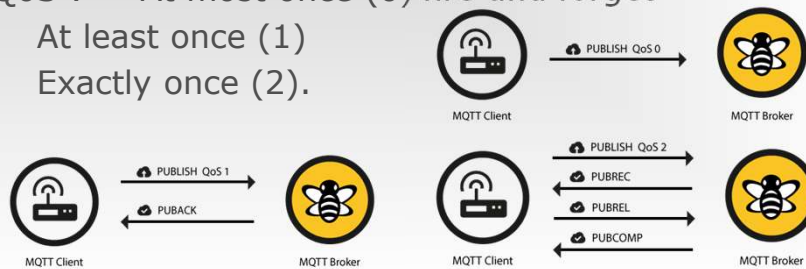 At least once (1)
Exactly once (2).
PUBLISH QoS 0
MQTT Client
MQTT Broker
PUBLISH QoS 1
PUBACK
MQTT Client
MQTT Broker
PUBLISH QoS 2
PUBREC
PUBREL
PUBCOMP
MQTT Client
MQTT Broker